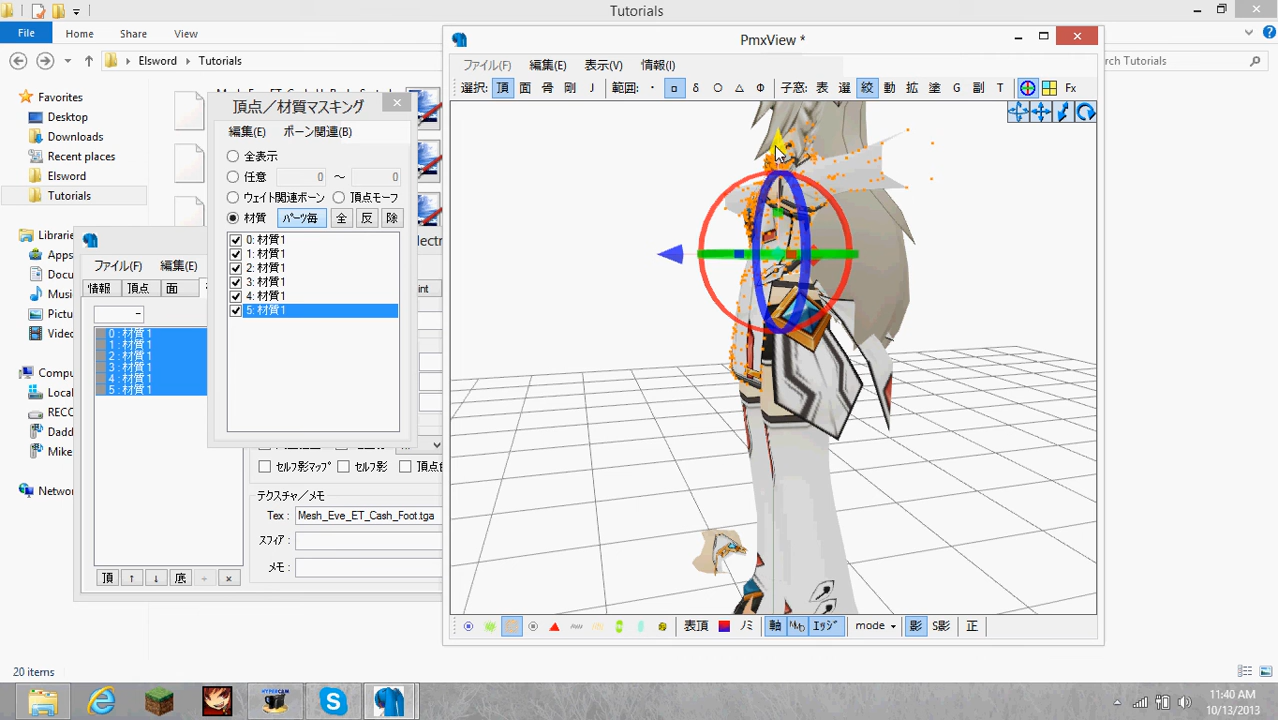 Tutorials
File
Home
Share
View
Elsword
Tutorials
rch Tutorials
Favorites
Desktop
Downloads
Recent places
Elsword
Tutorials
Librarie
Apps
Doc
Music
Pictu
Video
Compu
Local
RECO
Dadd
Mike
Netwo
20 items
ファイル(F)
編集(E)
情報
頂点
面
-
0 : 材質1
1 : 材質1
2 : 材質1
3 : 材質1
4 : 材質1
5 : 材質1
頂
↑
↓
底
+
×
セルフ影マップ
セルフ影
テクスチャ/メモ
Tex :
Mesh_Eve_ET_Cash_Foot.tga
スフィア :
メモ :
頂点/材質マスキング
編集(E)
ボーン関連(B)
全表示
任意
0
~
0
ウェイト関連ボーン
頂点モーフ
材質
パーツ毎
全
反
除
0: 材質1
1: 材質1
2: 材質1
3: 材質1
4: 材質1
5: 材質1
PmxView *
ファイル(F)
編集(E)
表示(V)
情報(I)
選択:
頂
面
骨
剛
J
範囲:
子窓:
表
選
絞
動
拡
塗
G
副
T
Fx
表頂
軸
エッジ
mode
影
S影
正
11:40 AM
10/13/2013
HYPERCAM